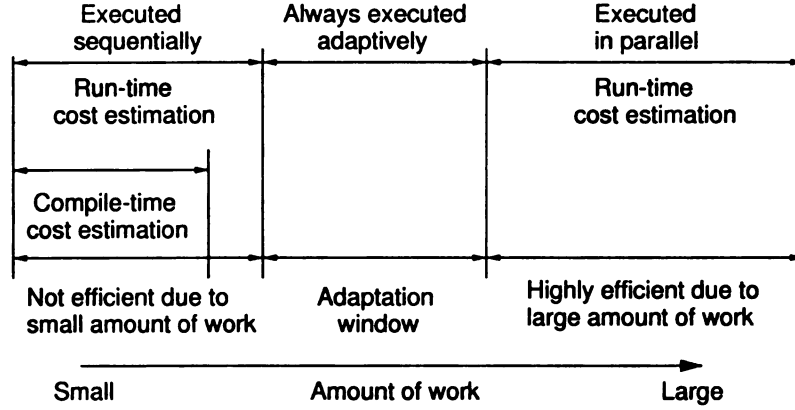 Executed
sequentially
Always executed
adaptively
Executed
in parallel
Run-time
cost estimation
Run-time
cost estimation
Compile-time
cost estimation
Not efficient due to
small amount of work
Adaptation
window
Highly efficient due to
large amount of work
Small
Amount of work
Large